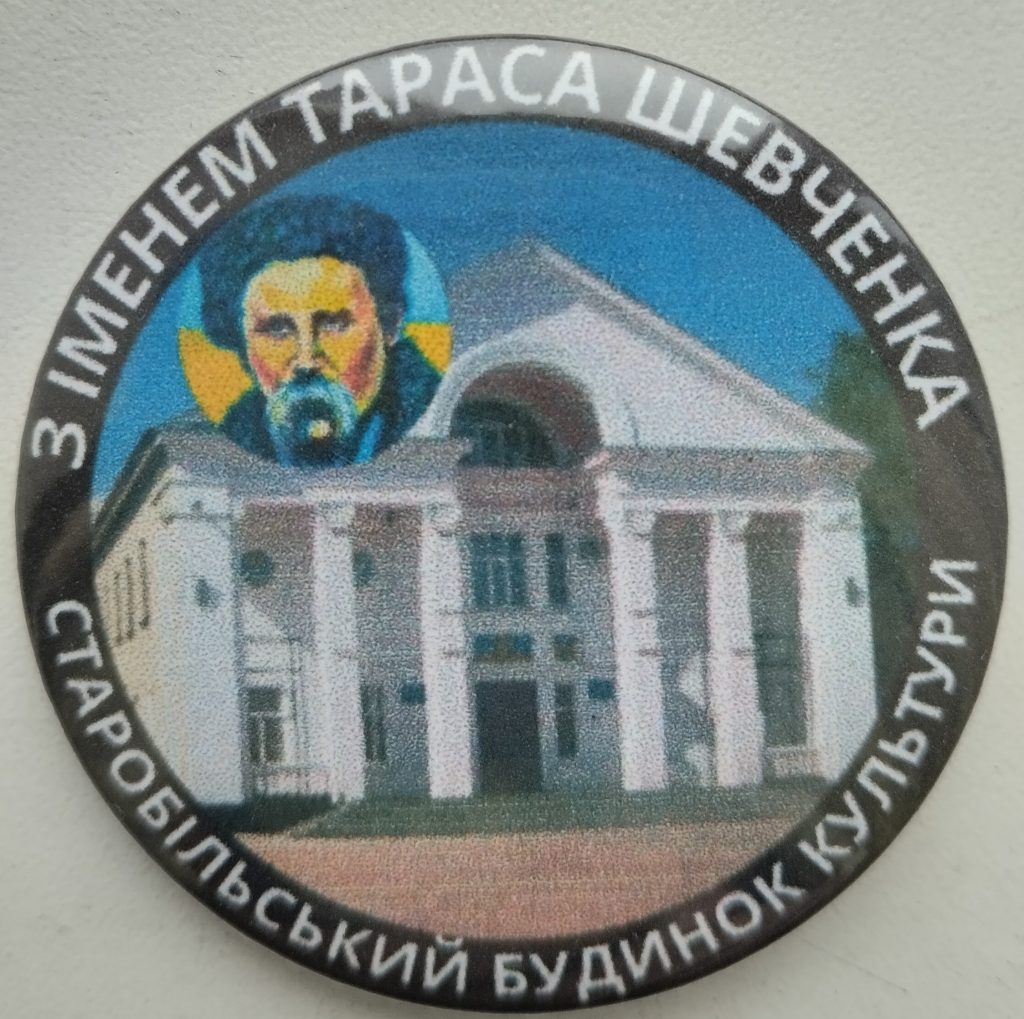 З ІМЕНЕМ ТАРАСА ШЕВЧЕНКА
СТАРОБІЛЬСЬКИЙ БУДИНОК КУЛЬТУРИ